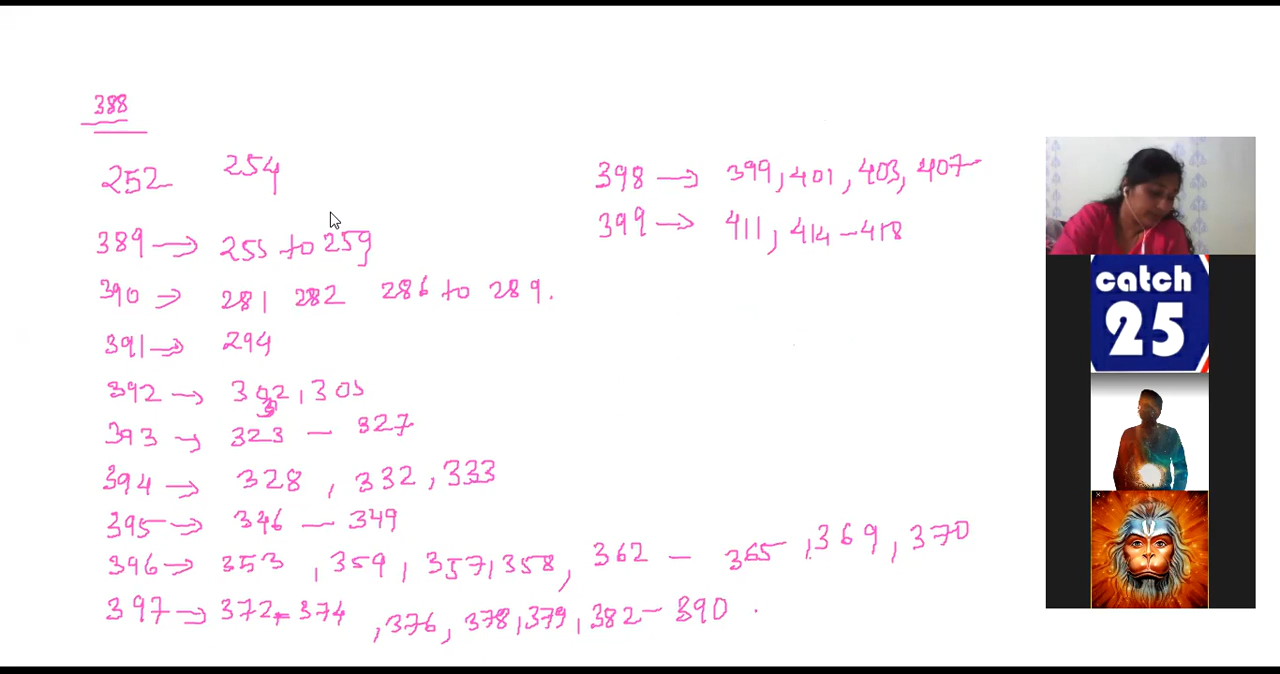 388
252 254
389 → 255 to 259
390 → 281 282 286 to 289.
391 → 294
392 → 302, 305
393 → 323 - 327
394 → 328, 332, 333
395 → 346 - 349
396 → 353, 359, 357, 358, 362 - 365, 369, 370
397 → 372 - 374, 376, 378, 379, 382 - 390.
398 → 399, 401, 403, 407
399 → 411, 414 - 418
catch
25